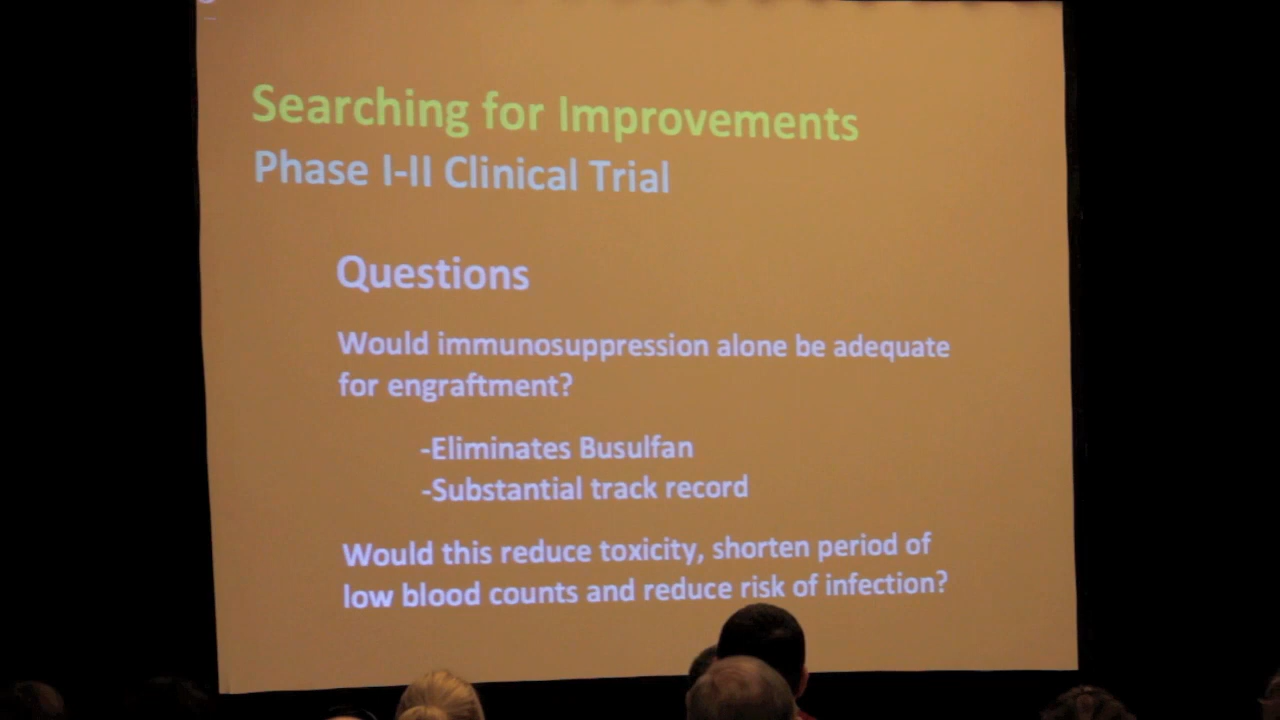 Searching for Improvements
Phase I-II Clinical Trial
Questions
Would immunosuppression alone be adequate
for engraftment?
-Eliminates Busulfan
-Substantial track record
Would this reduce toxicity, shorten period of
low blood counts and reduce risk of infection?